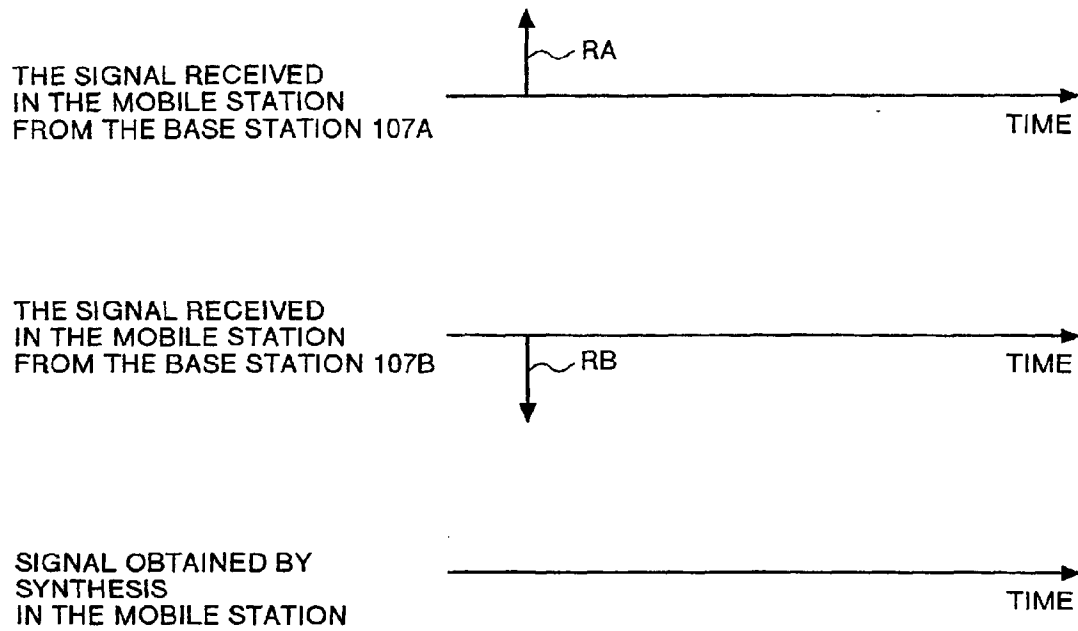 RA
THE SIGNAL RECEIVED
IN THE MOBILE STATION
FROM THE BASE STATION 107A
TIME
THE SIGNAL RECEIVED
IN THE MOBILE STATION
FROM THE BASE STATION 107B
RB
TIME
SIGNAL OBTAINED BY
SYNTHESIS
IN THE MOBILE STATION
TIME